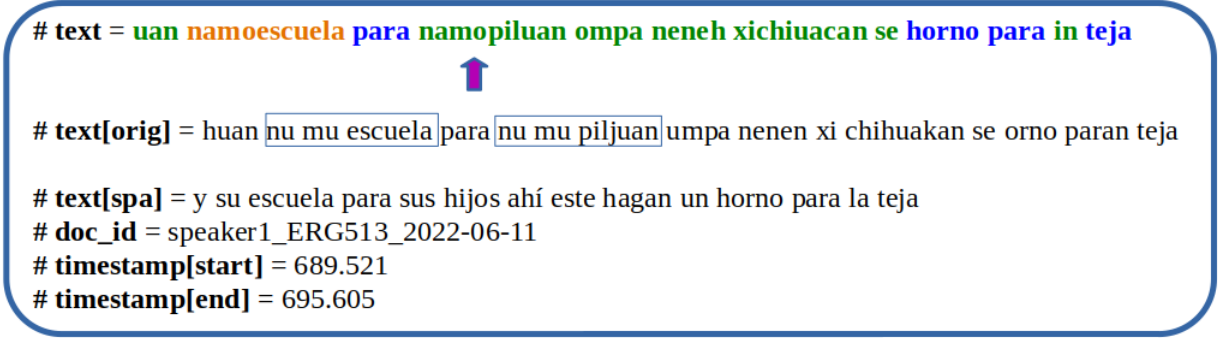 # text = uan namoescuela para namopiluan ompa neneh xichiuacan se horno para in teja
# text[orig] = huan nu mu escuela para nu mu piljuan umpa nenen xi chihuakan se orno paran teja
# text[spa] = y su escuela para sus hijos ahí este hagan un horno para la teja
# doc_id = speaker1_ERG513_2022-06-11
# timestamp[start] = 689.521
# timestamp[end] = 695.605